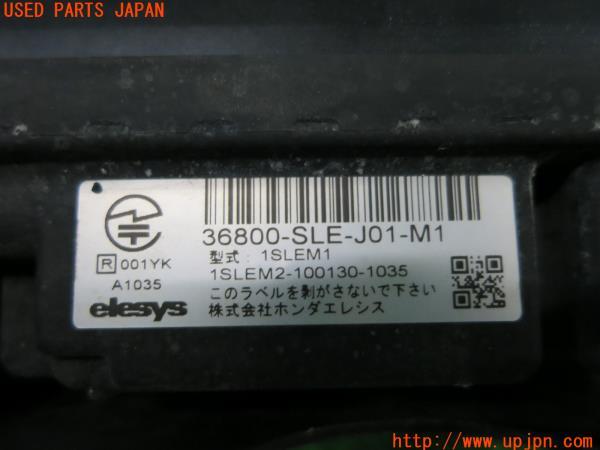 USED PARTS JAPAN
36800-SLE-J01-M1
型式: 1SLEM1
R 001YK
1SLEM2-100130-1035
A1035
このラベルを剥がさないで下さい
elesys
株式会社ホンダエレシス
http://www.upjpn.com/